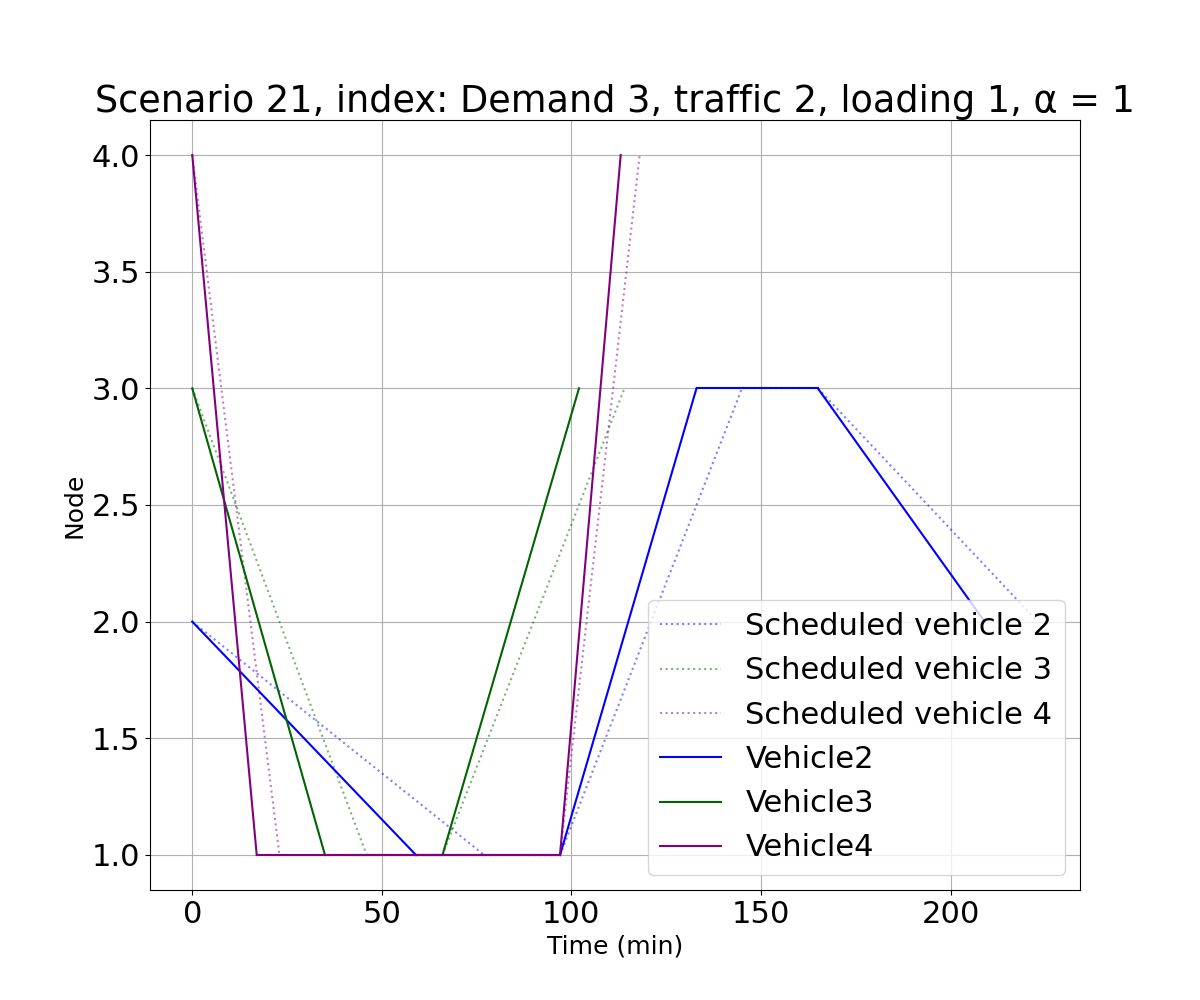 Scenario 21, index: Demand 3, traffic 2, loading 1, α = 1
4.0
3.5
3.0
2.5
2.0
1.5
1.0
Node
0 50 100 150 200
Time (min)
Scheduled vehicle 2
Scheduled vehicle 3
Scheduled vehicle 4
Vehicle2
Vehicle3
Vehicle4